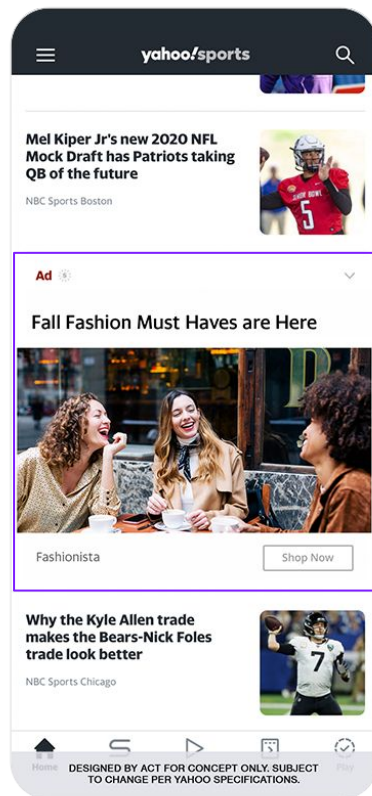 yahoo!sports
Mel Kiper Jr's new 2020 NFL
Mock Draft has Patriots taking
QB of the future
NBC Sports Boston
5
Ad
Fall Fashion Must Haves are Here
Fashionista
Shop Now
Why the Kyle Allen trade
makes the Bears-Nick Foles
trade look better
NBC Sports Chicago
7
Home
Play
DESIGNED BY ACT FOR CONCEPT ONLY. SUBJECT
TO CHANGE PER YAHOO SPECIFICATIONS.